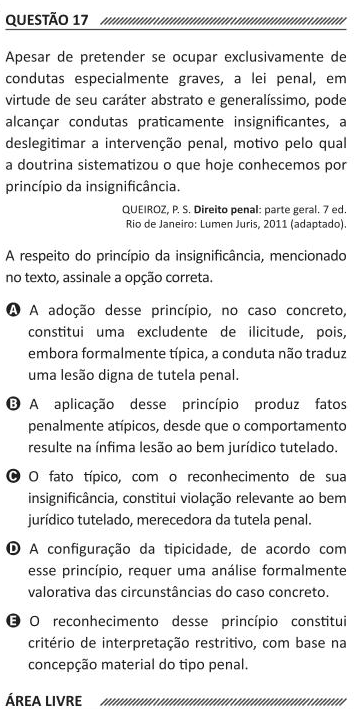 QUESTÃO 17
Apesar de pretender se ocupar exclusivamente de
condutas especialmente graves, a lei penal, em
virtude de seu caráter abstrato e generalíssimo, pode
alcançar condutas praticamente insignificantes, a
deslegitimar a intervenção penal, motivo pelo qual
a doutrina sistematizou o que hoje conhecemos por
princípio da insignificância.
QUEIROZ, P. S. Direito penal: parte geral. 7 ed.
Rio de Janeiro: Lumen Juris, 2011 (adaptado).
A respeito do princípio da insignificância, mencionado
no texto, assinale a opção correta.
A A adoção desse princípio, no caso concreto,
constitui uma excludente de ilicitude, pois,
embora formalmente típica, a conduta não traduz
uma lesão digna de tutela penal.
B A aplicação desse princípio produz fatos
penalmente atípicos, desde que o comportamento
resulte na ínfima lesão ao bem jurídico tutelado.
C O fato típico, com o reconhecimento de sua
insignificância, constitui violação relevante ao bem
jurídico tutelado, merecedora da tutela penal.
D A configuração da tipicidade, de acordo com
esse princípio, requer uma análise formalmente
valorativa das circunstâncias do caso concreto.
E O reconhecimento desse princípio constitui
critério de interpretação restritivo, com base na
concepção material do tipo penal.
ÁREA LIVRE